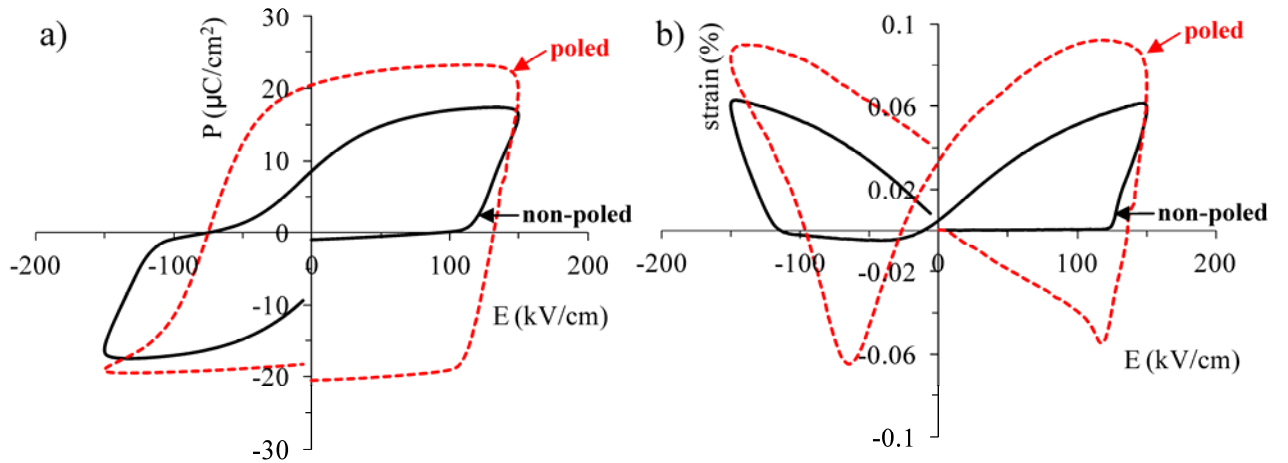 a)
P (µC/cm²)
30
20
10
0
-10
-20
-30
-200
-100
0
100
200
E (kV/cm)
poled
non-poled
b)
strain (%)
0.1
0.06
0.02
-0.02
-0.06
-0.1
-200
-100
0
100
200
E (kV/cm)
poled
non-poled